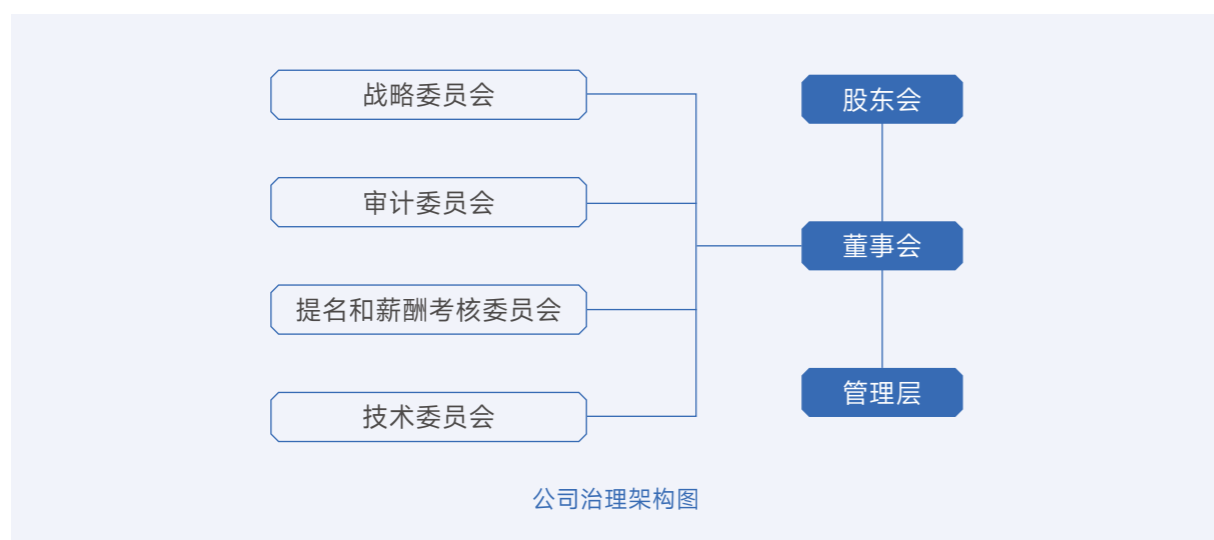 战略委员会
审计委员会
提名和薪酬考核委员会
技术委员会
股东会
董事会
管理层
公司治理架构图